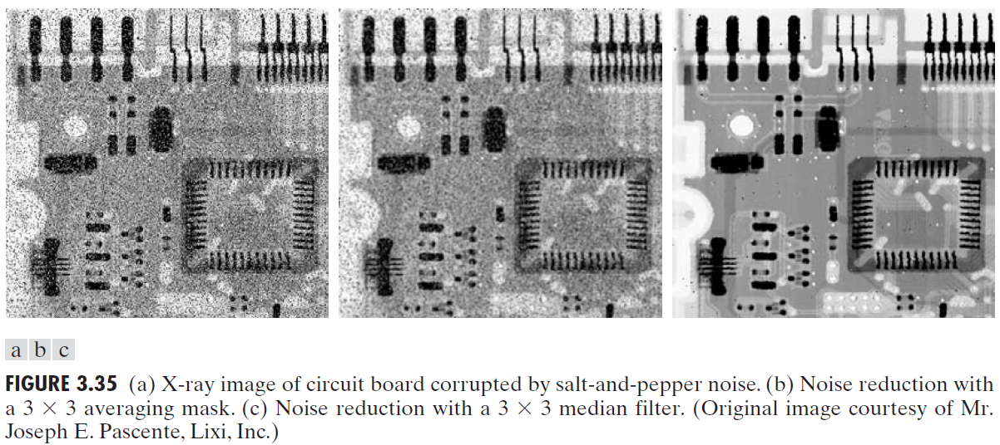 a b c
FIGURE 3.35 (a) X-ray image of circuit board corrupted by salt-and-pepper noise. (b) Noise reduction with
a 3 × 3 averaging mask. (c) Noise reduction with a 3 × 3 median filter. (Original image courtesy of Mr.
Joseph E. Pascente, Lixi, Inc.)